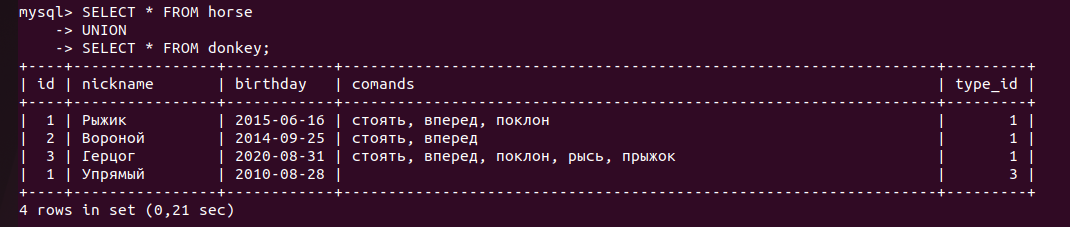 mysql> SELECT * FROM horse
    -> UNION
    -> SELECT * FROM donkey;
+----+----------------+------------+-----------------------------------------------------------------+---------+
| id | nickname       | birthday   | comands                                                         | type_id |
+----+----------------+------------+-----------------------------------------------------------------+---------+
|  1 | Рыжик          | 2015-06-16 | стоять, вперед, поклон                                          |       1 |
|  2 | Вороной        | 2014-09-25 | стоять, вперед                                                  |       1 |
|  3 | Герцог         | 2020-08-31 | стоять, вперед, поклон, рысь, прыжок                            |       1 |
|  1 | Упрямый        | 2010-08-28 |                                                                 |       3 |
+----+----------------+------------+-----------------------------------------------------------------+---------+
4 rows in set (0,21 sec)